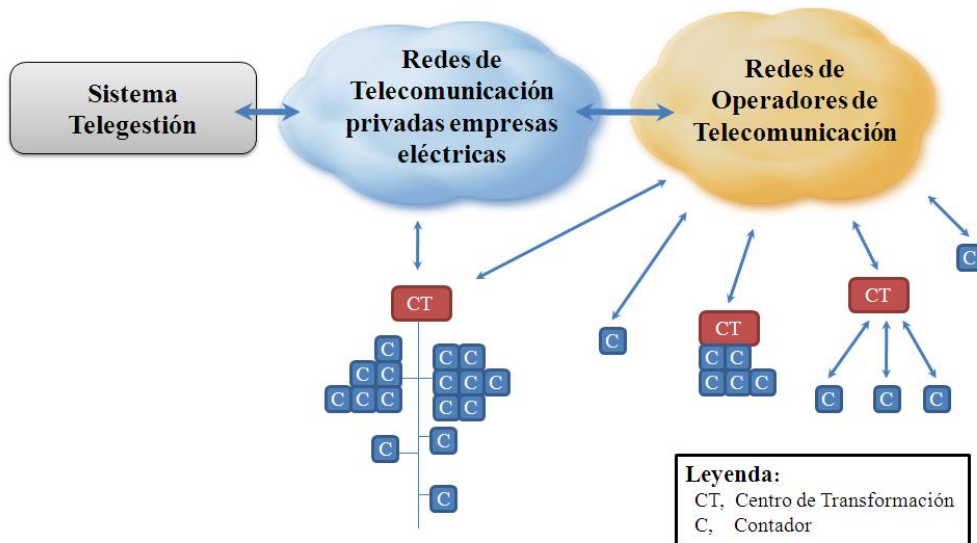 Sistema
Telegestión
Redes de
Telecomunicación
privadas empresas
eléctricas
Redes de
Operadores de
Telecomunicación
CT
C
C C
C C C
C C
C C C
C C
C
C
C
C
CT
C C
C C C
CT
C C C
C
Leyenda:
CT, Centro de Transformación
C, Contador